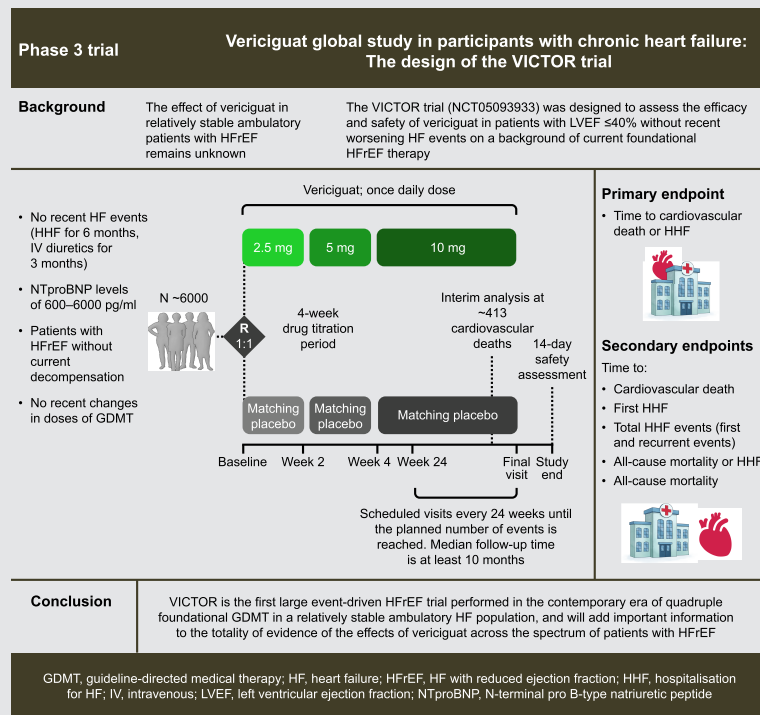 Phase 3 trial
Vericiguat global study in participants with chronic heart failure:
The design of the VICTOR trial
Background
The effect of vericiguat in
relatively stable ambulatory
patients with HFrEF
remains unknown
The VICTOR trial (NCT05093933) was designed to assess the efficacy
and safety of vericiguat in patients with LVEF ≤40% without recent
worsening HF events on a background of current foundational
HFrEF therapy
• No recent HF events
(HHF for 6 months,
IV diuretics for
3 months)
• NTproBNP levels
of 600–6000 pg/ml
• Patients with
HFrEF without
current
decompensation
• No recent changes
in doses of GDMT
N ~6000
R
1:1
Vericiguat; once daily dose
2.5 mg
5 mg
10 mg
4-week
drug titration
period
Interim analysis at
~413
cardiovascular
deaths
14-day
safety
assessment
Matching
placebo
Matching
placebo
Matching placebo
Baseline
Week 2
Week 4
Week 24
Final
visit
Study
end
Scheduled visits every 24 weeks until
the planned number of events is
reached. Median follow-up time
is at least 10 months
Primary endpoint
• Time to cardiovascular
death or HHF
Secondary endpoints
Time to:
• Cardiovascular death
• First HHF
• Total HHF events (first
and recurrent events)
• All-cause mortality or HHF
• All-cause mortality
Conclusion
VICTOR is the first large event-driven HFrEF trial performed in the contemporary era of quadruple
foundational GDMT in a relatively stable ambulatory HF population, and will add important information
to the totality of evidence of the effects of vericiguat across the spectrum of patients with HFrEF
GDMT, guideline-directed medical therapy; HF, heart failure; HFrEF, HF with reduced ejection fraction; HHF, hospitalisation
for HF; IV, intravenous; LVEF, left ventricular ejection fraction; NTproBNP, N-terminal pro B-type natriuretic peptide